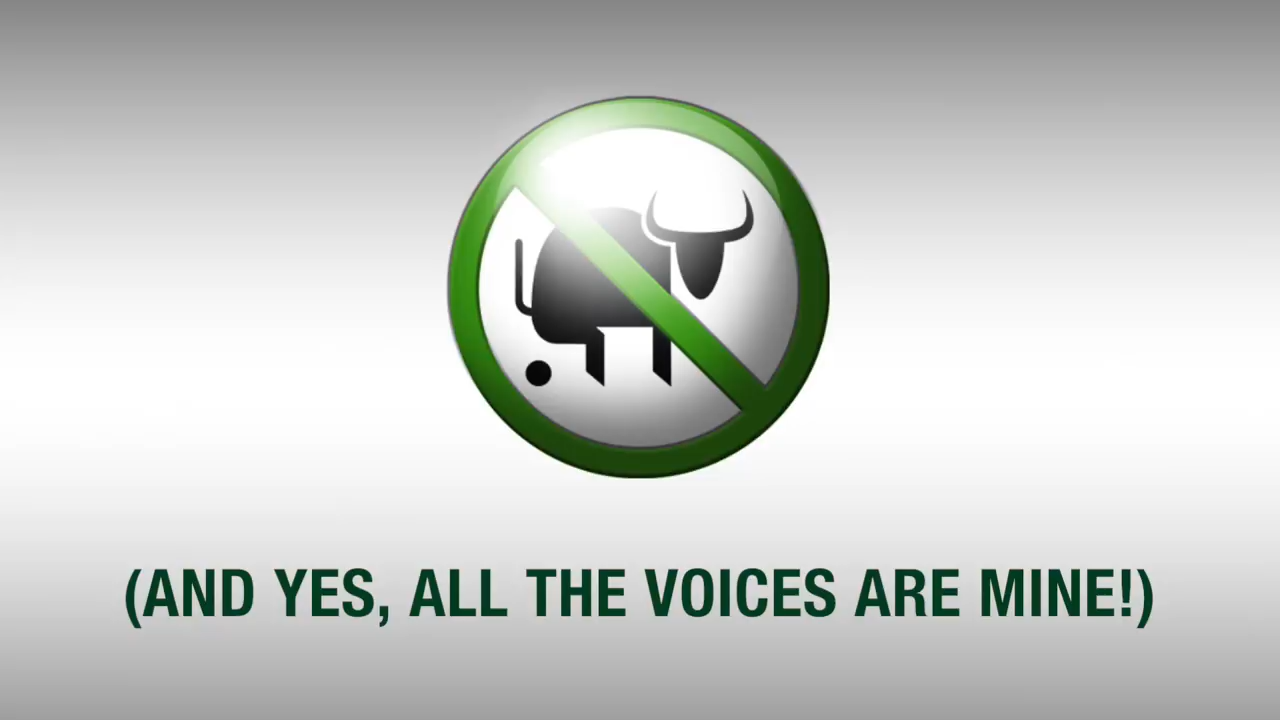 (AND YES, ALL THE VOICES ARE MINE!)